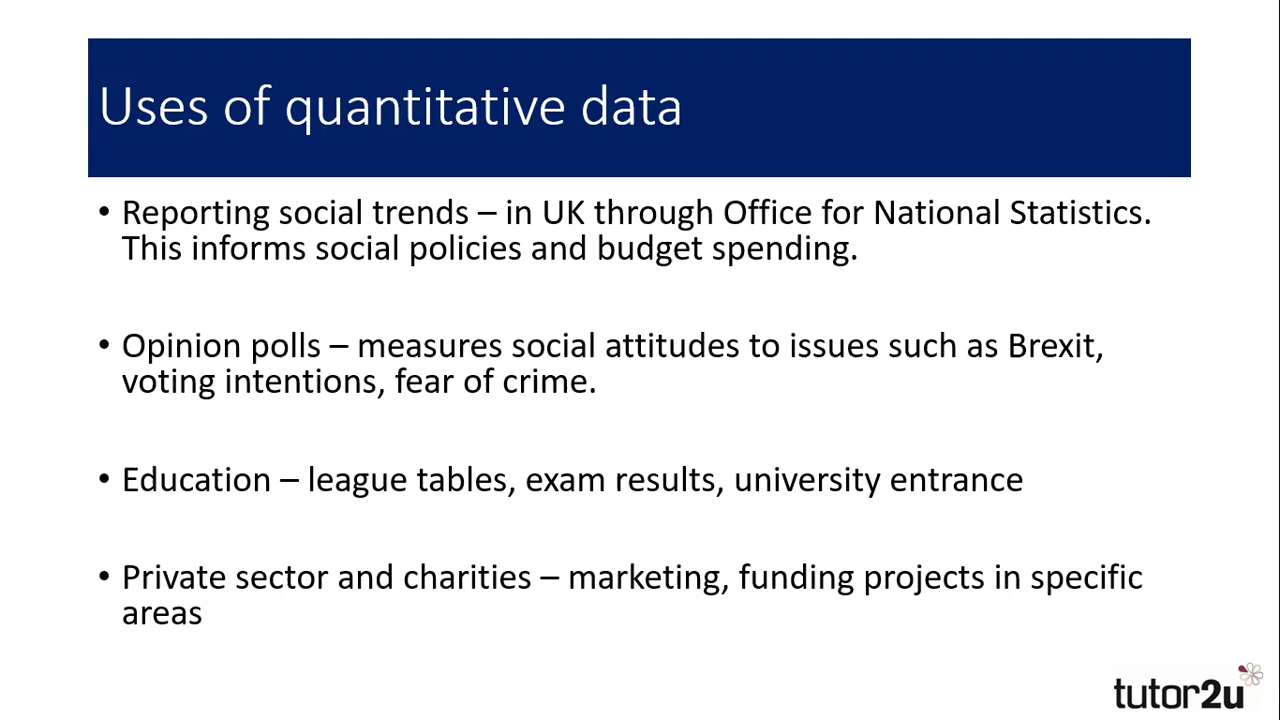 Uses of quantitative data
• Reporting social trends – in UK through Office for National Statistics.
This informs social policies and budget spending.
• Opinion polls – measures social attitudes to issues such as Brexit,
voting intentions, fear of crime.
• Education – league tables, exam results, university entrance
• Private sector and charities – marketing, funding projects in specific
areas
tutor2u